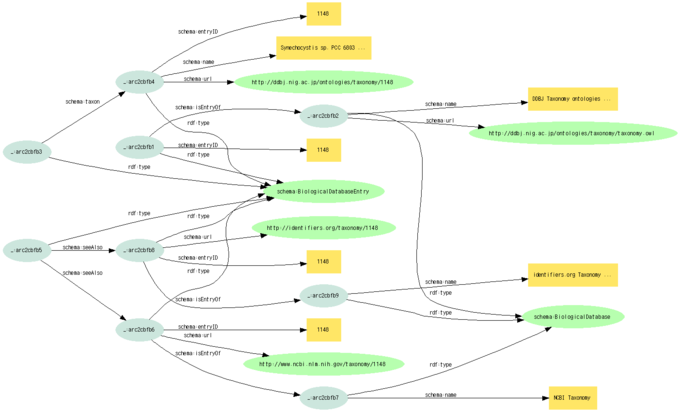 1148
schema:entryID
Synechocystis sp. PCC 6803 ...
schema:name
_:arc2cbfb4
schema:url
http://ddbj.nig.ac.jp/ontologies/taxonomy/1148
schema:taxon
DDBJ Taxonomy ontologies ...
schema:name
schema:isEntryOf
_:arc2cbfb2
schema:url
http://ddbj.nig.ac.jp/ontologies/taxonomy/taxonomy.owl
rdf:type
_:arc2cbfb3
_:arc2cbfb1
schema:entryID
1148
rdf:type
rdf:type
schema:BiologicalDatabaseEntry
rdf:type
rdf:type
schema:url
http://identifiers.org/taxonomy/1148
_:arc2cbfb5
schema:seeAlso
_:arc2cbfb8
schema:entryID
1148
rdf:type
schema:seeAlso
schema:isEntryOf
_:arc2cbfb9
schema:name
identifiers.org Taxonomy ...
rdf:type
rdf:type
schema:BiologicalDatabase
_:arc2cbfb6
schema:entryID
1148
schema:url
http://www.ncbi.nlm.nih.gov/taxonomy/1148
schema:isEntryOf
rdf:type
_:arc2cbfb7
schema:name
NCBI Taxonomy